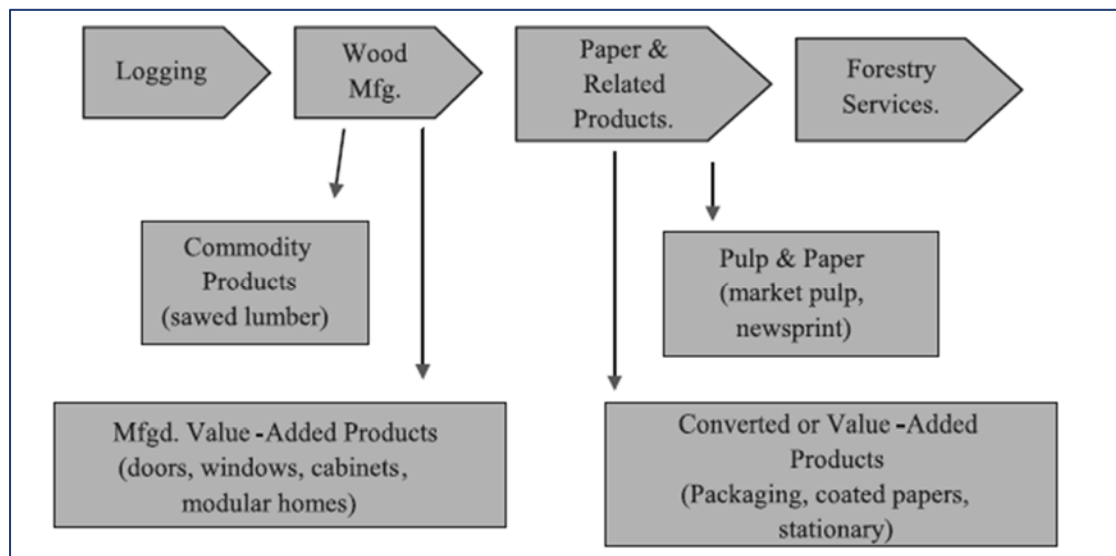 Logging
Wood
Mfg.
Paper &
Related
Products.
Forestry
Services.
Commodity
Products
(sawed lumber)
Pulp & Paper
(market pulp,
newsprint)
Mfgd. Value -Added Products
(doors, windows, cabinets,
modular homes)
Converted or Value -Added
Products
(Packaging, coated papers,
stationary)